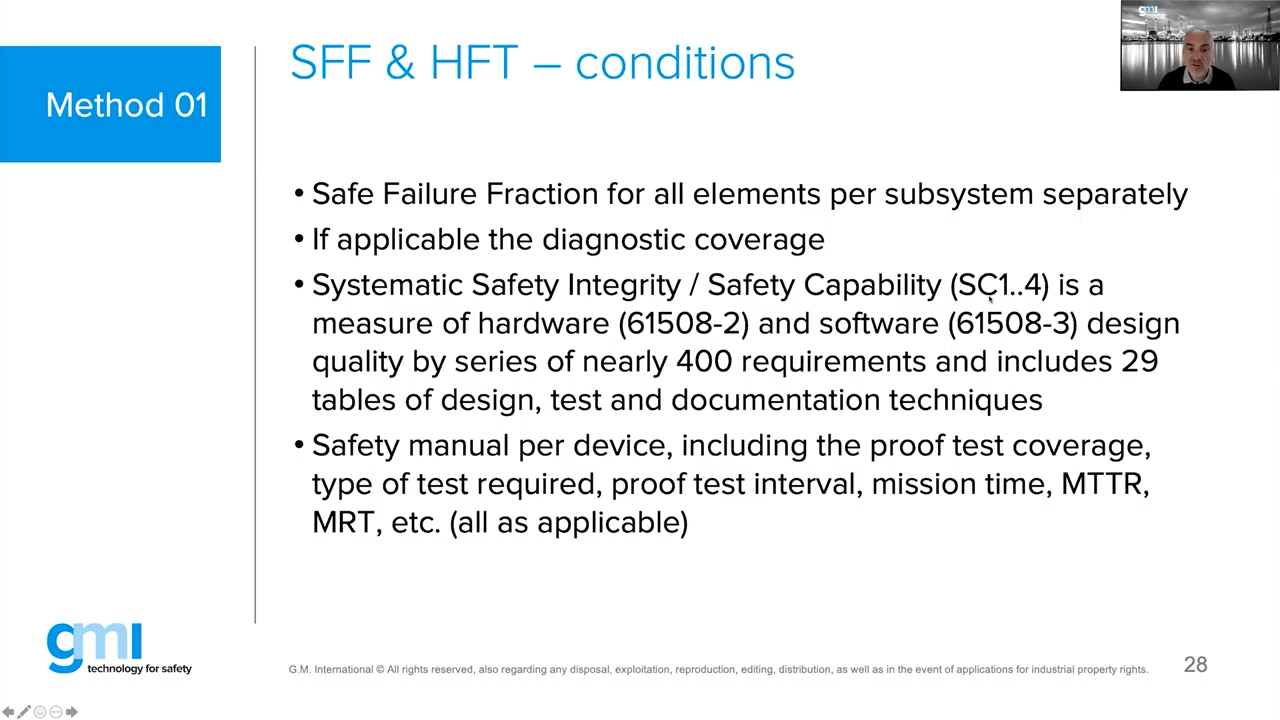 SFF & HFT – conditions
gmi
Method 01
• Safe Failure Fraction for all elements per subsystem separately
• If applicable the diagnostic coverage
• Systematic Safety Integrity / Safety Capability (SC1..4) is a
measure of hardware (61508-2) and software (61508-3) design
quality by series of nearly 400 requirements and includes 29
tables of design, test and documentation techniques
• Safety manual per device, including the proof test coverage,
type of test required, proof test interval, mission time, MTTR,
MRT, etc. (all as applicable)
gmi
technology for safety
G.M. International © All rights reserved, also regarding any disposal, exploitation, reproduction, editing, distribution, as well as in the event of applications for industrial property rights.
28